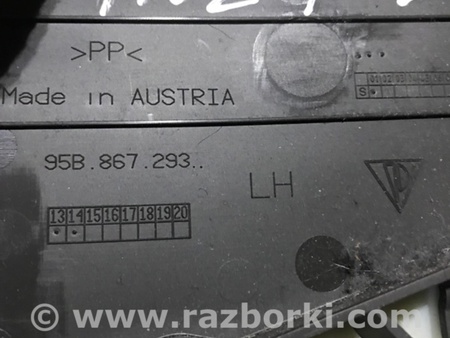 >PP<
Made in AUSTRIA
S
95B.867.293..
LH
13 14 15 16 17 18 19 20
© www.razborki.com